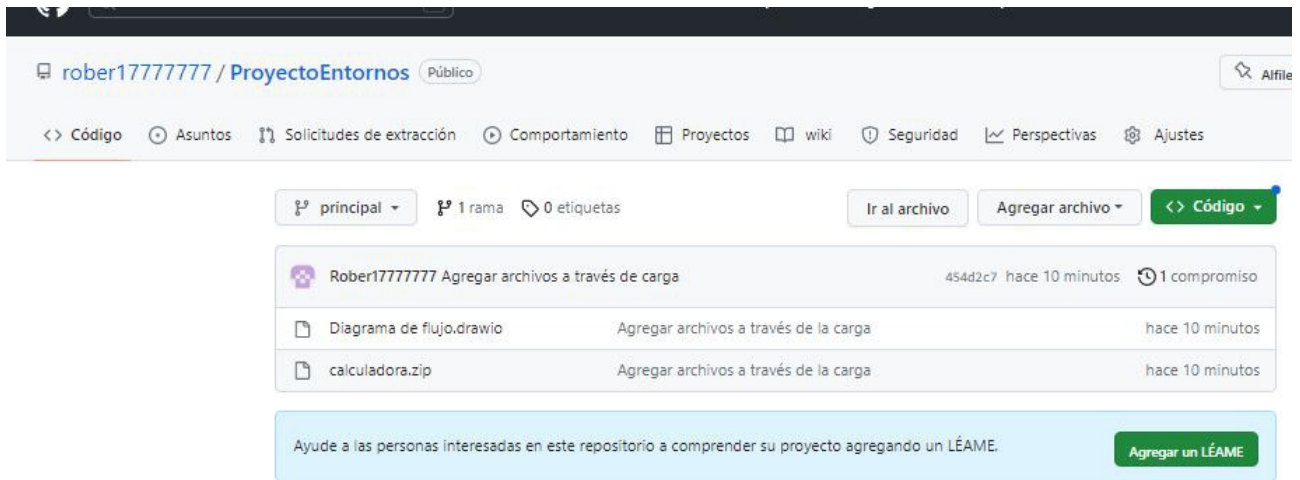 rober17777777 / ProyectoEntornos Público
Alfile
Código Asuntos Solicitudes de extracción Comportamiento Proyectos wiki Seguridad Perspectivas Ajustes
principal 1 rama 0 etiquetas Ir al archivo Agregar archivo Código
Rober17777777 Agregar archivos a través de carga 454d2c7 hace 10 minutos 1 compromiso
Diagrama de flujo.drawio Agregar archivos a través de la carga hace 10 minutos
calculadora.zip Agregar archivos a través de la carga hace 10 minutos
Ayude a las personas interesadas en este repositorio a comprender su proyecto agregando un LÉAME. Agregar un LÉAME